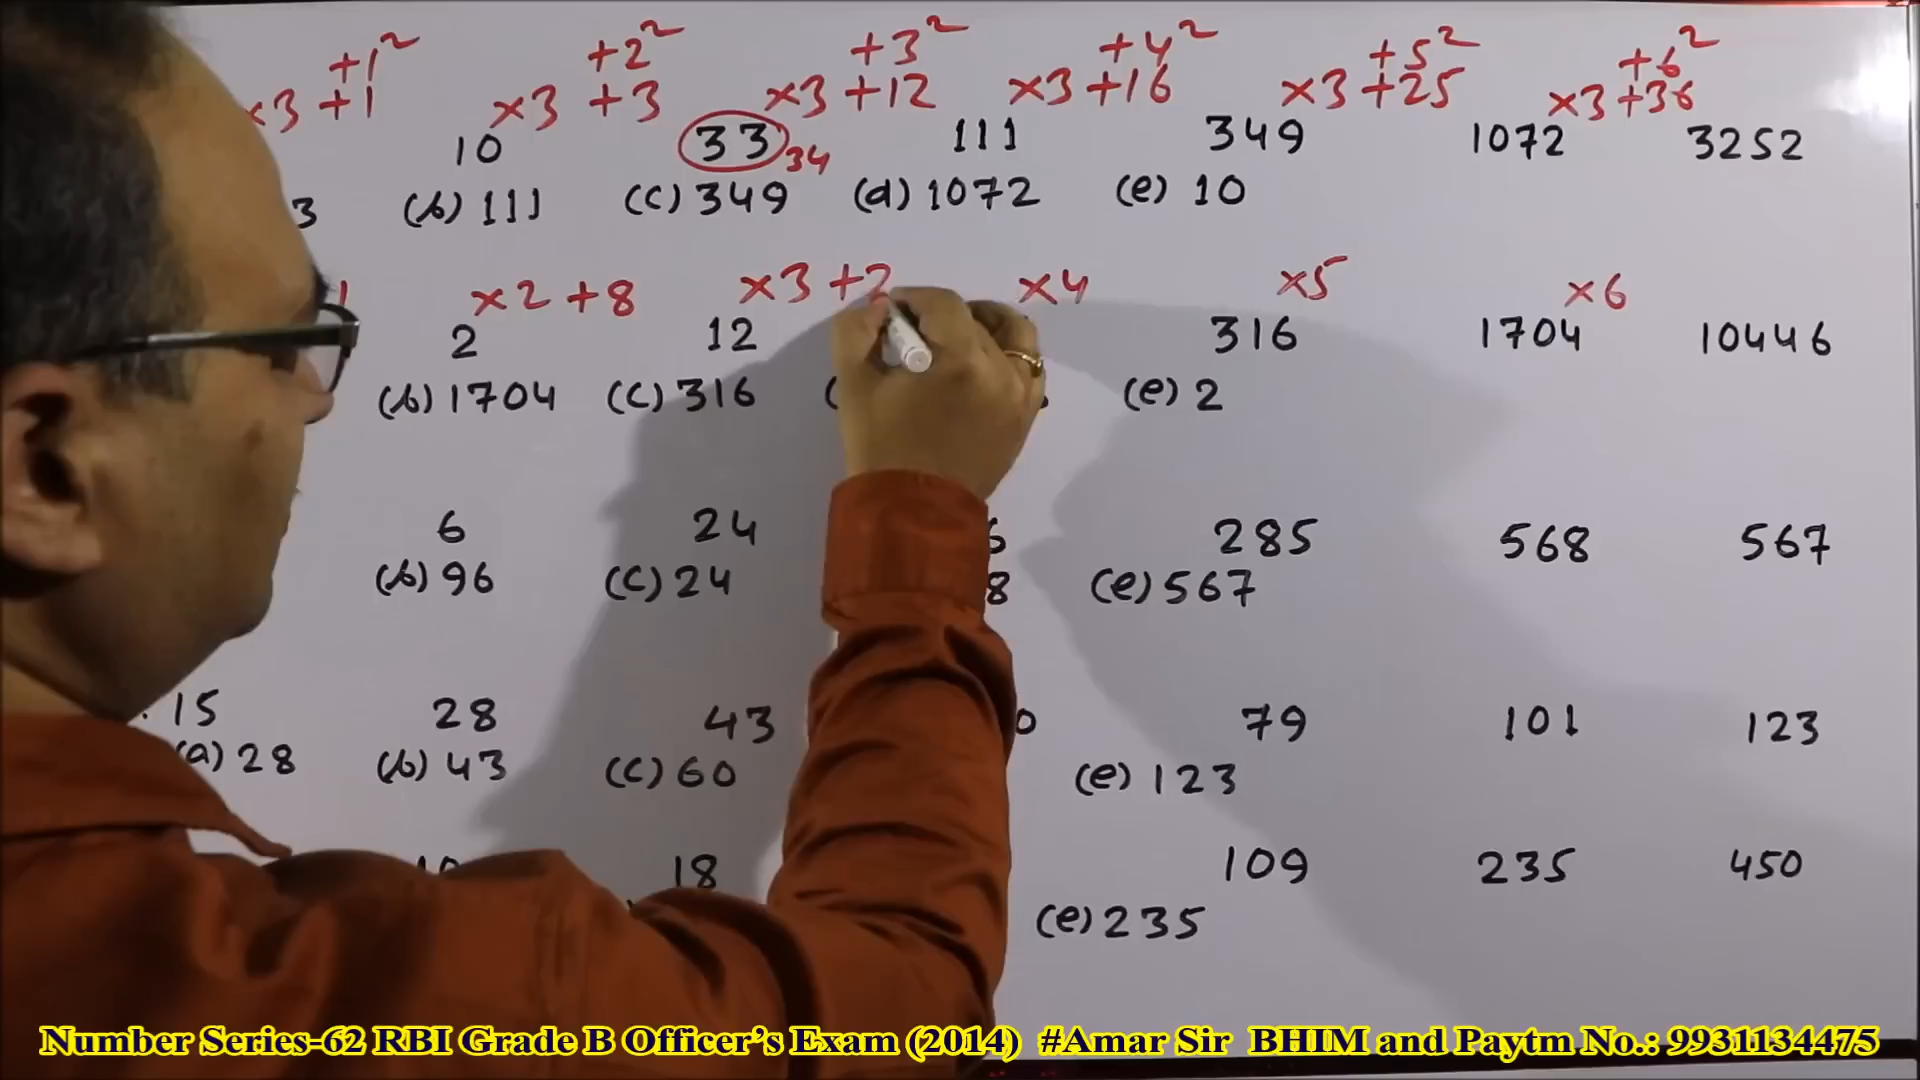 +1² +2² +3² +4² +5² +6²
×3 +1 ×3 +3 ×3 +12 ×3 +16 ×3 +25 ×3 +36
10 33 34 111 349 1072 3252
3 (b) 111 (c) 349 (d) 1072 (e) 10
×2 +8 ×3 +2 ×4 ×5 ×6
2 12 316 1704 10446
(b) 1704 (c) 316 (e) 2
6 24 6 285 568 567
(b) 96 (c) 24 8 (e) 567
15 28 43 0 79 101 123
(a) 28 (b) 43 (c) 60 (e) 123
18 109 235 450
(e) 235
Number Series-62 RBI Grade B Officer's Exam (2014) #Amar Sir BHIM and Paytm No.: 9931134475